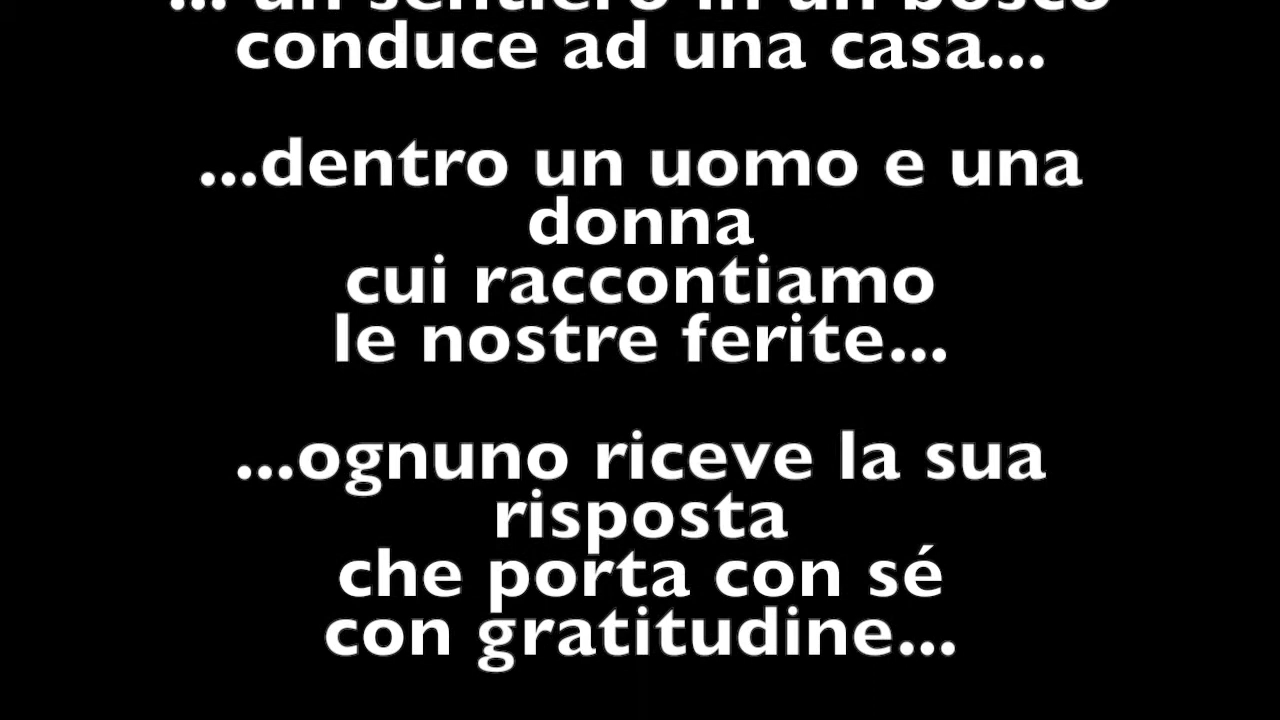 ... un sentiero in un bosco
conduce ad una casa...
...dentro un uomo e una
donna
cui raccontiamo
le nostre ferite...
...ognuno riceve la sua
risposta
che porta con sé
con gratitudine...